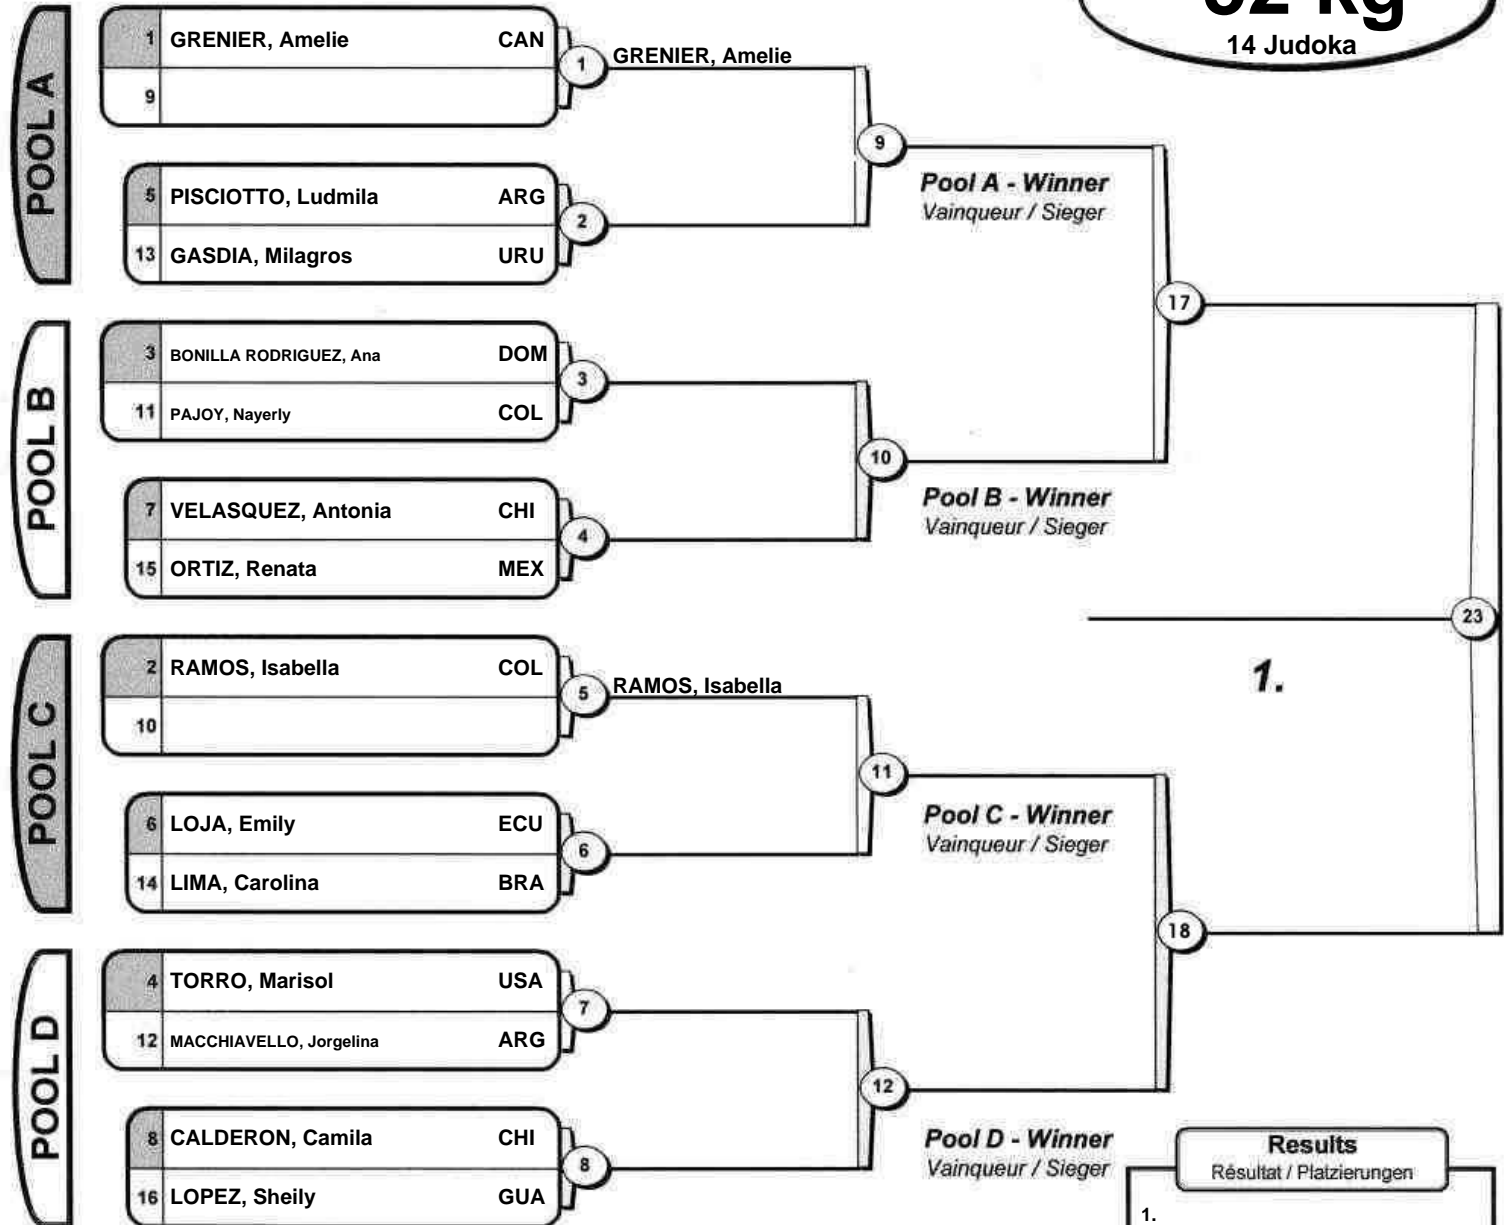 52 kg
14 Judoka
POOL A
1 GRENIER, Amelie CAN
9
1 GRENIER, Amelie
5 PISCIOTTO, Ludmila ARG
13 GASDIA, Milagros URU
2
9
Pool A - Winner
Vainqueur / Sieger
17
POOL B
3 BONILLA RODRIGUEZ, Ana DOM
11 PAJOY, Nayerly COL
3
7 VELASQUEZ, Antonia CHI
15 ORTIZ, Renata MEX
4
10
Pool B - Winner
Vainqueur / Sieger
23
1.
POOL C
2 RAMOS, Isabella COL
10
5 RAMOS, Isabella
6 LOJA, Emily ECU
14 LIMA, Carolina BRA
6
11
Pool C - Winner
Vainqueur / Sieger
18
POOL D
4 TORRO, Marisol USA
12 MACCHIAVELLO, Jorgelina ARG
7
8 CALDERON, Camila CHI
16 LOPEZ, Sheily GUA
8
12
Pool D - Winner
Vainqueur / Sieger
Results
Résultat / Platzierungen
1.